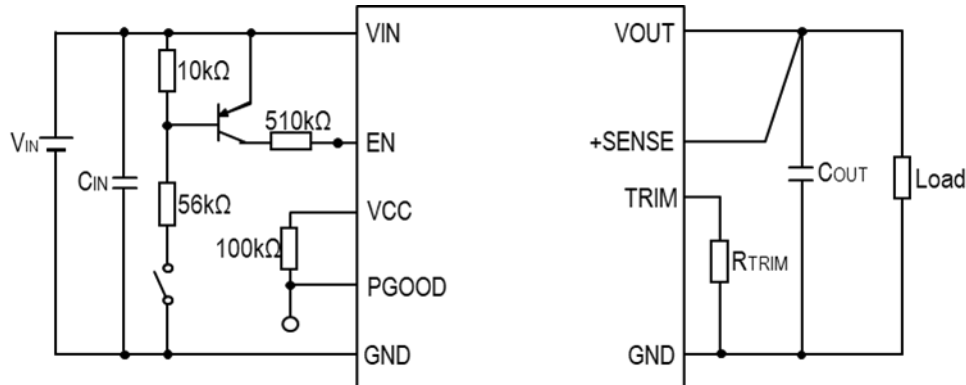 VIN
VOUT
10kΩ
510kΩ
VIN
EN
+SENSE
CIN
COUT
Load
56kΩ
VCC
TRIM
100kΩ
RTRIM
PGOOD
GND
GND